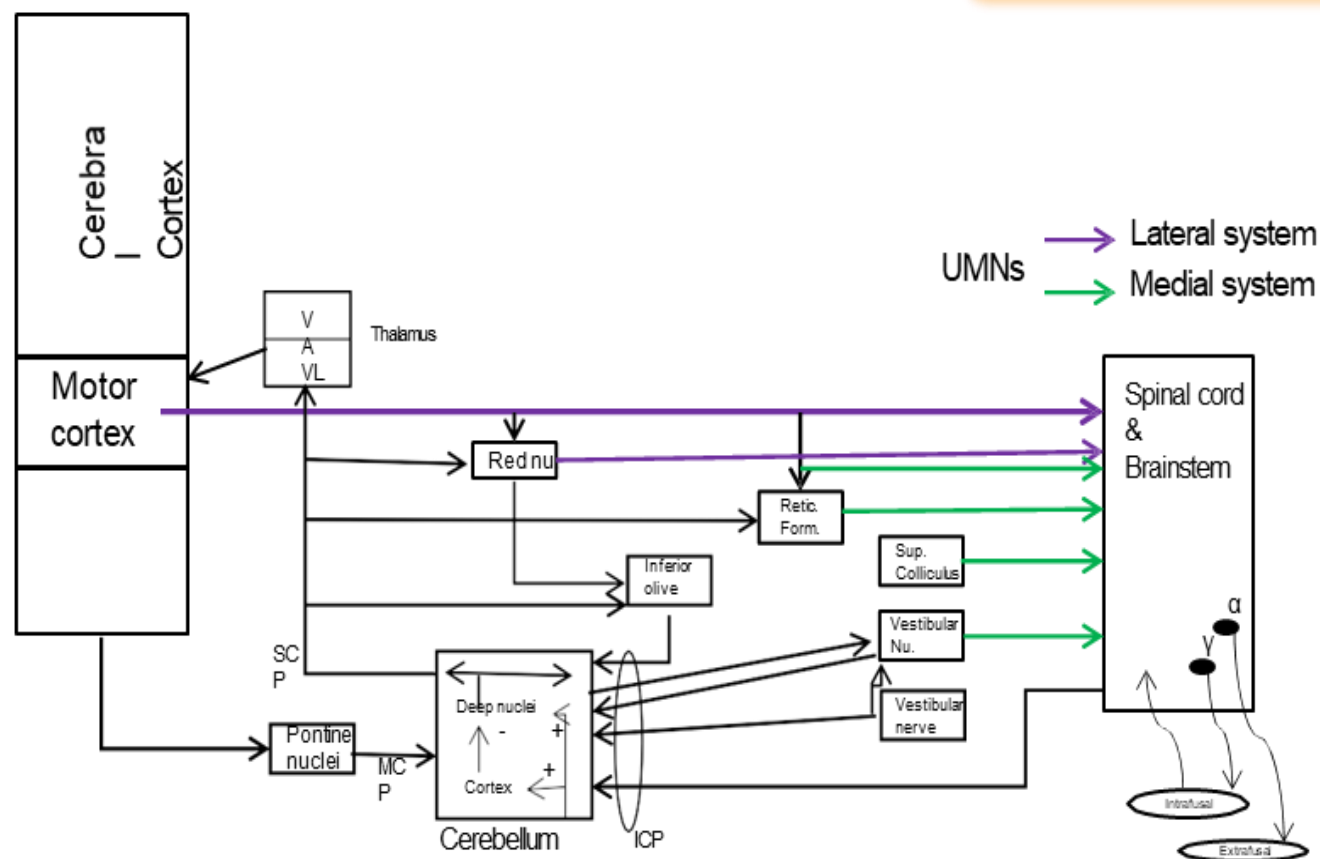 Cerebra
l
Cortex
UMNs
Lateral system
Medial system
V
A
VL
Thalamus
Motor
cortex
Spinal cord
&
Brainstem
Red nu
Retic.
Form.
Sup.
Colliculus
Inferior
olive
Vestibular
Nu.
α
γ
SC
P
Deep nuclei
-
+
+
Cortex
Vestibular
nerve
Pontine
nuclei
MC
P
Cerebellum
ICP
Intrafusal
Extrafusal